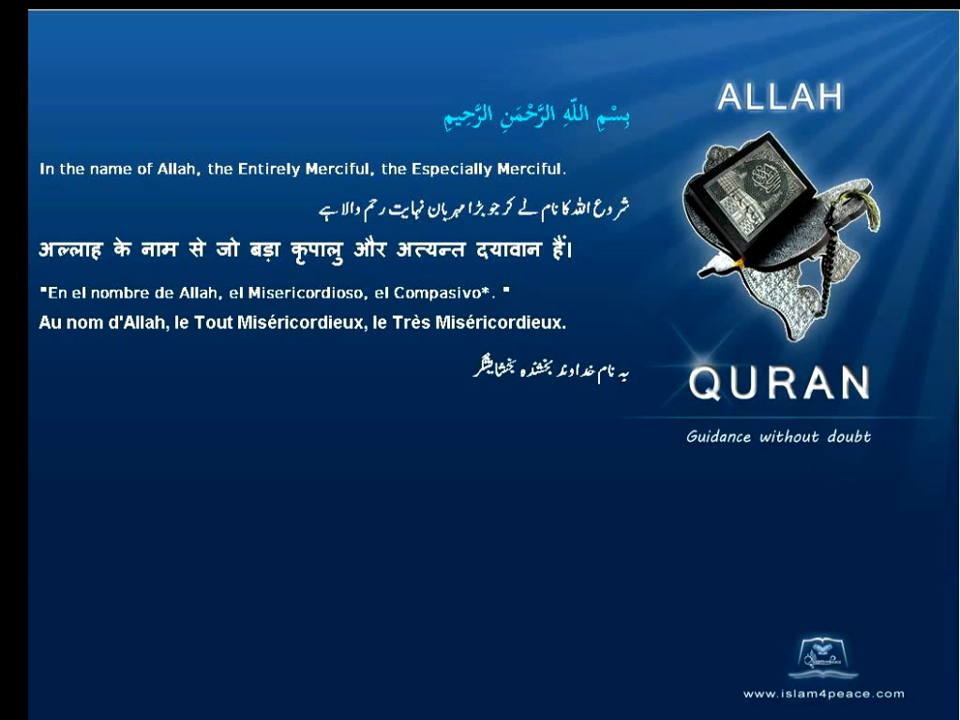 بِسْمِ اللّهِ الرَّحْمَنِ الرَّحِيمِ
In the name of Allah, the Entirely Merciful, the Especially Merciful.
شروع الله کا نام لے کر جو بڑا مہربان نہایت رحم والا ہے
अल्लाह के नाम से जो बड़ा कृपालु और अत्यन्त दयावान हैं।
"En el nombre de Allah, el Misericordioso, el Compasivo*. "
Au nom d'Allah, le Tout Miséricordieux, le Très Miséricordieux.
به نام خداوند بخشنده بخشایشگر
ALLAH
QURAN
Guidance without doubt
www.islam4peace.com